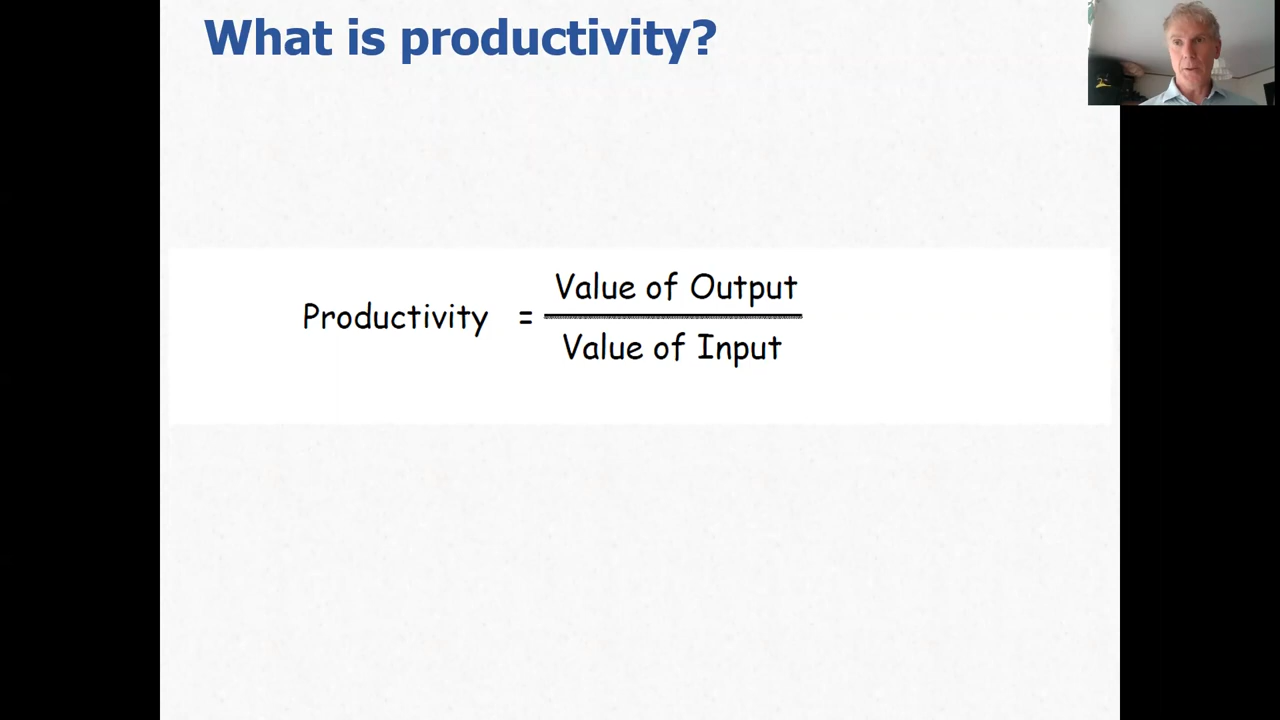 What is productivity?
Value of Output
Productivity =
Value of Input